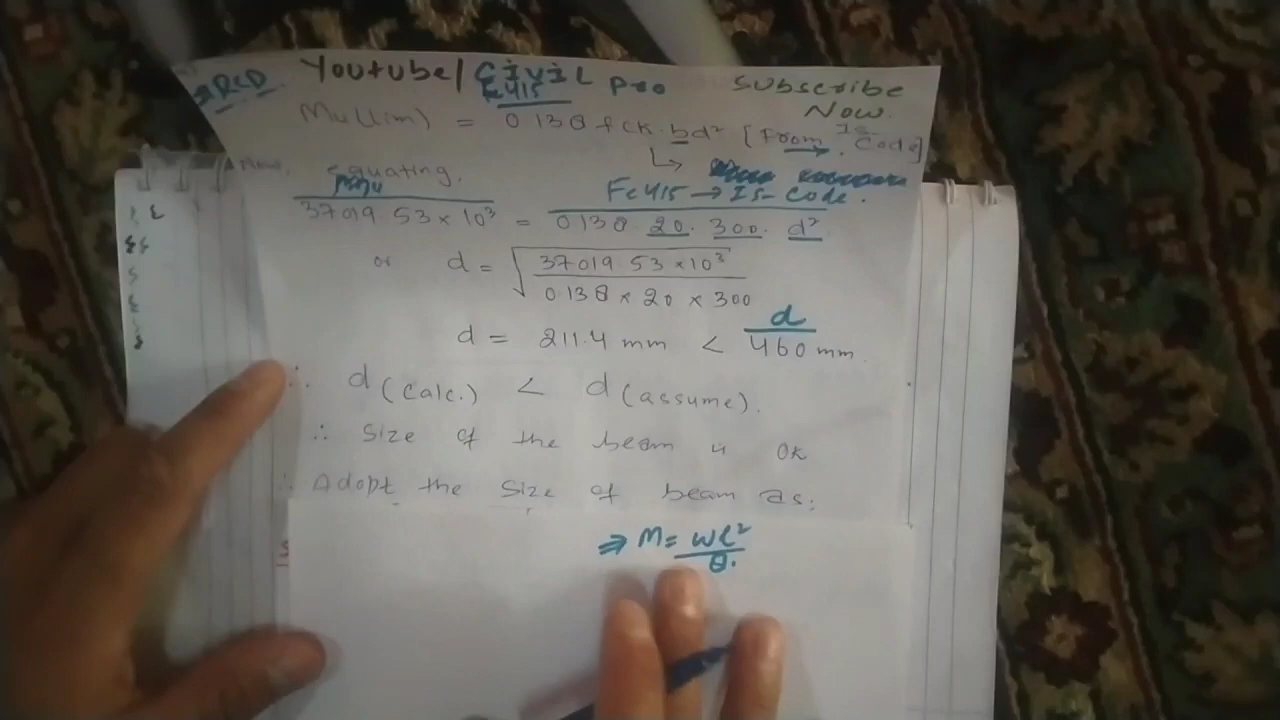 RCD. Youtube/ CIVIL Pro Subscribe Now
Fe415
Mu(lim) = 0.138 fck. bd² [From IS Code]
equating.
Fe415 → IS-Code.
37019.53 × 10³ = 0.138 20. 300. d²
or d = √ 37019.53 × 10³ / 0.138 × 20 × 300
d = 211.4 mm < d 460 mm.
∴ d (Calc.) < d (assume).
∴ Size of the beam is OK
∴ Adopt the size of beam as:
⇒ M = wl² / 8.